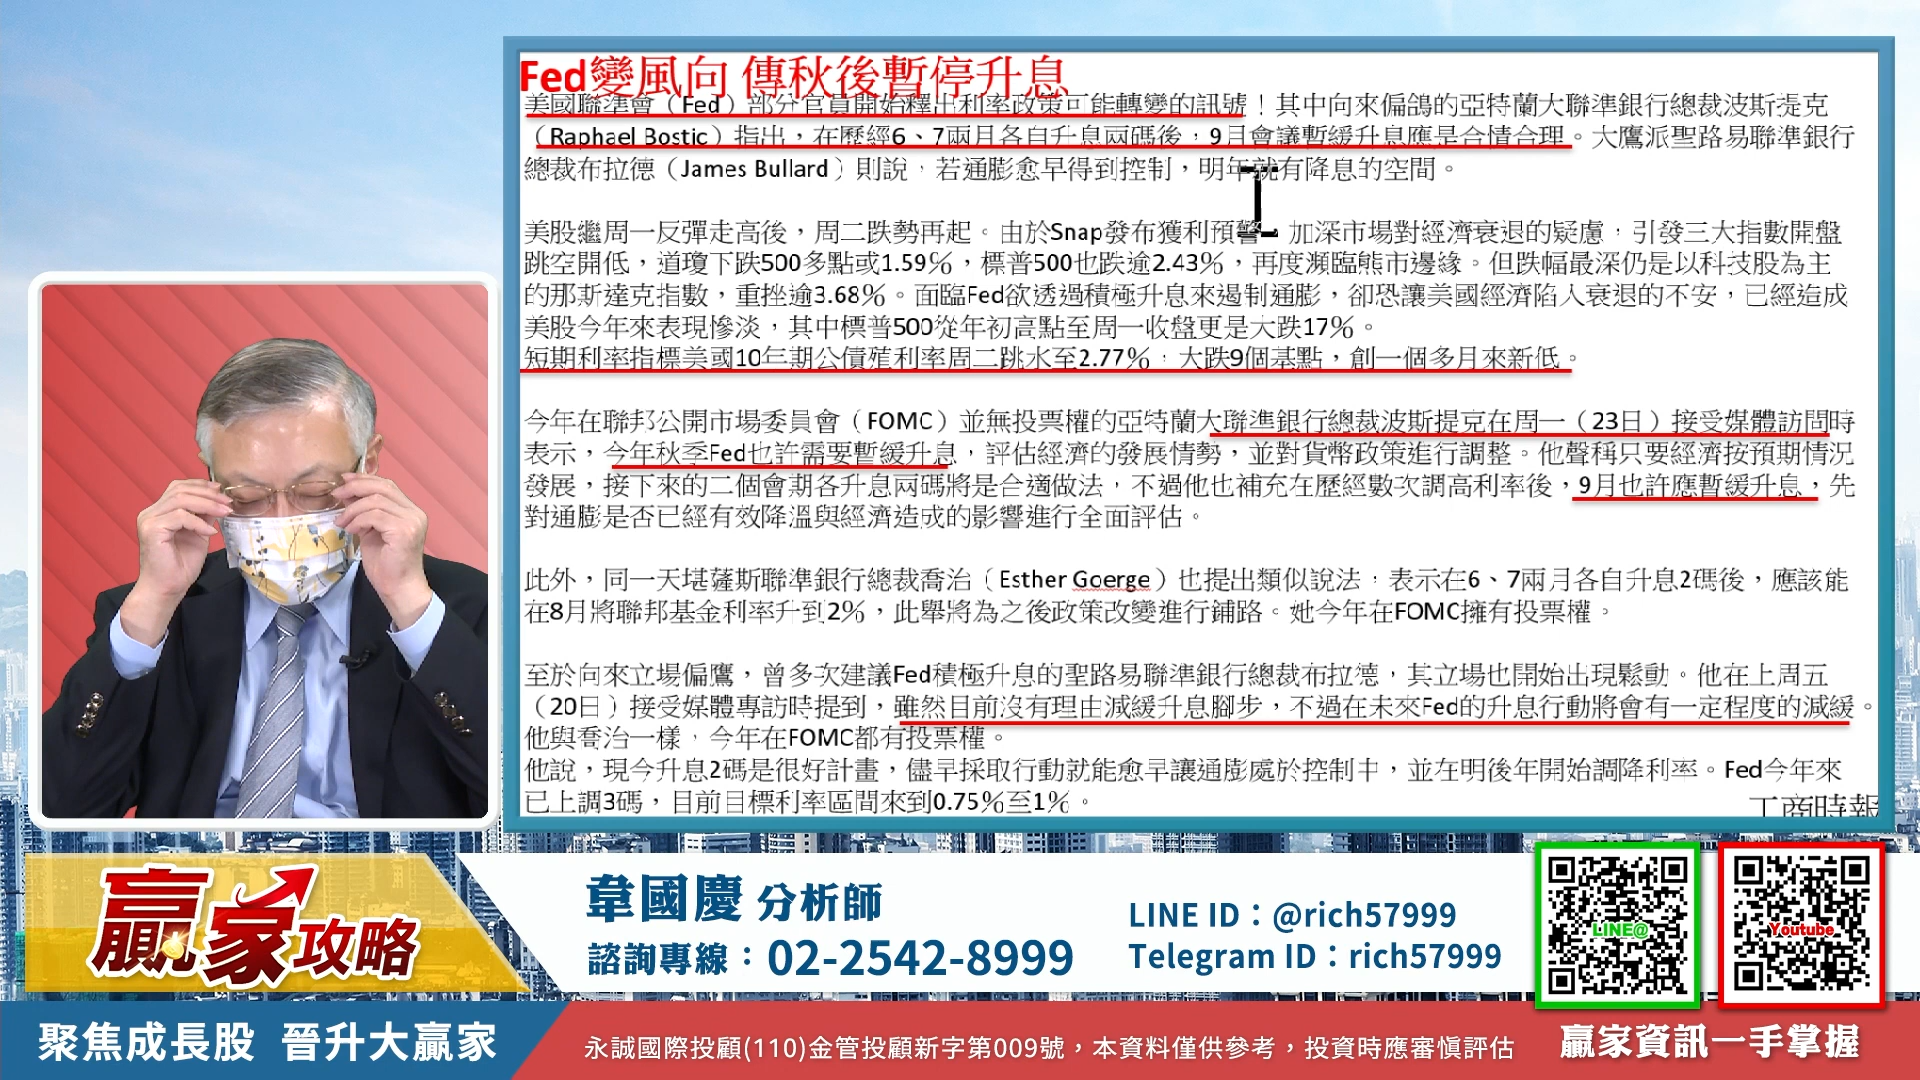 Fed變風向 傳秋後暫停升息
美國聯準會（Fed）部分官員開始釋出利率政策可能轉變的訊號！其中向來偏鴿的亞特蘭大聯準銀行總裁波斯提克
（Raphael Bostic）指出，在歷經6、7兩月各自升息兩碼後，9月會議暫緩升息應是合情合理。大鷹派聖路易聯準銀行
總裁布拉德（James Bullard）則說，若通膨愈早得到控制，明年就有降息的空間。
美股繼周一反彈走高後，周二跌勢再起。由於Snap發布獲利預警，加深市場對經濟衰退的疑慮，引發三大指數開盤
跳空開低，道瓊下跌500多點或1.59%，標普500也跌逾2.43%，再度瀕臨熊市邊緣。但跌幅最深仍是以科技股為主
的那斯達克指數，重挫逾3.68%。面臨Fed欲透過積極升息來遏制通膨，卻恐讓美國經濟陷入衰退的不安，已經造成
美股今年來表現慘淡，其中標普500從年初高點至周一收盤更是大跌17%。
短期利率指標美國10年期公債殖利率周二跳水至2.77%，大跌9個基點，創一個多月來新低。
今年在聯邦公開市場委員會（FOMC）並無投票權的亞特蘭大聯準銀行總裁波斯提克在周一（23日）接受媒體訪問時
表示，今年秋季Fed也許需要暫緩升息，評估經濟的發展情勢，並對貨幣政策進行調整。他聲稱只要經濟按預期情況
發展，接下來的二個會期各升息兩碼將是合適做法，不過他也補充在歷經數次調高利率後，9月也許應暫緩升息，先
對通膨是否已經有效降溫與經濟造成的影響進行全面評估。
此外，同一天堪薩斯聯準銀行總裁喬治（Esther Goerge）也提出類似說法，表示在6、7兩月各自升息2碼後，應該能
在8月將聯邦基金利率升到2%，此舉將為之後政策改變進行鋪路。她今年在FOMC擁有投票權。
至於向來立場偏鷹，曾多次建議Fed積極升息的聖路易聯準銀行總裁布拉德，其立場也開始出現鬆動。他在上周五
（20日）接受媒體專訪時提到，雖然目前沒有理由減緩升息腳步，不過在未來Fed的升息行動將會有一定程度的減緩。
他與喬治一樣，今年在FOMC都有投票權。
他說，現今升息2碼是很好計畫，儘早採取行動就能愈早讓通膨處於控制中，並在明後年開始調降利率。Fed今年來
已上調3碼，目前目標利率區間來到0.75%至1%。
工商時報
贏家攻略
韋國慶 分析師
諮詢專線：02-2542-8999
LINE ID：@rich57999
Telegram ID：rich57999
LINE@
Youtube
聚焦成長股 晉升大贏家
永誠國際投顧(110)金管投顧新字第009號，本資料僅供參考，投資時應審慎評估
贏家資訊一手掌握